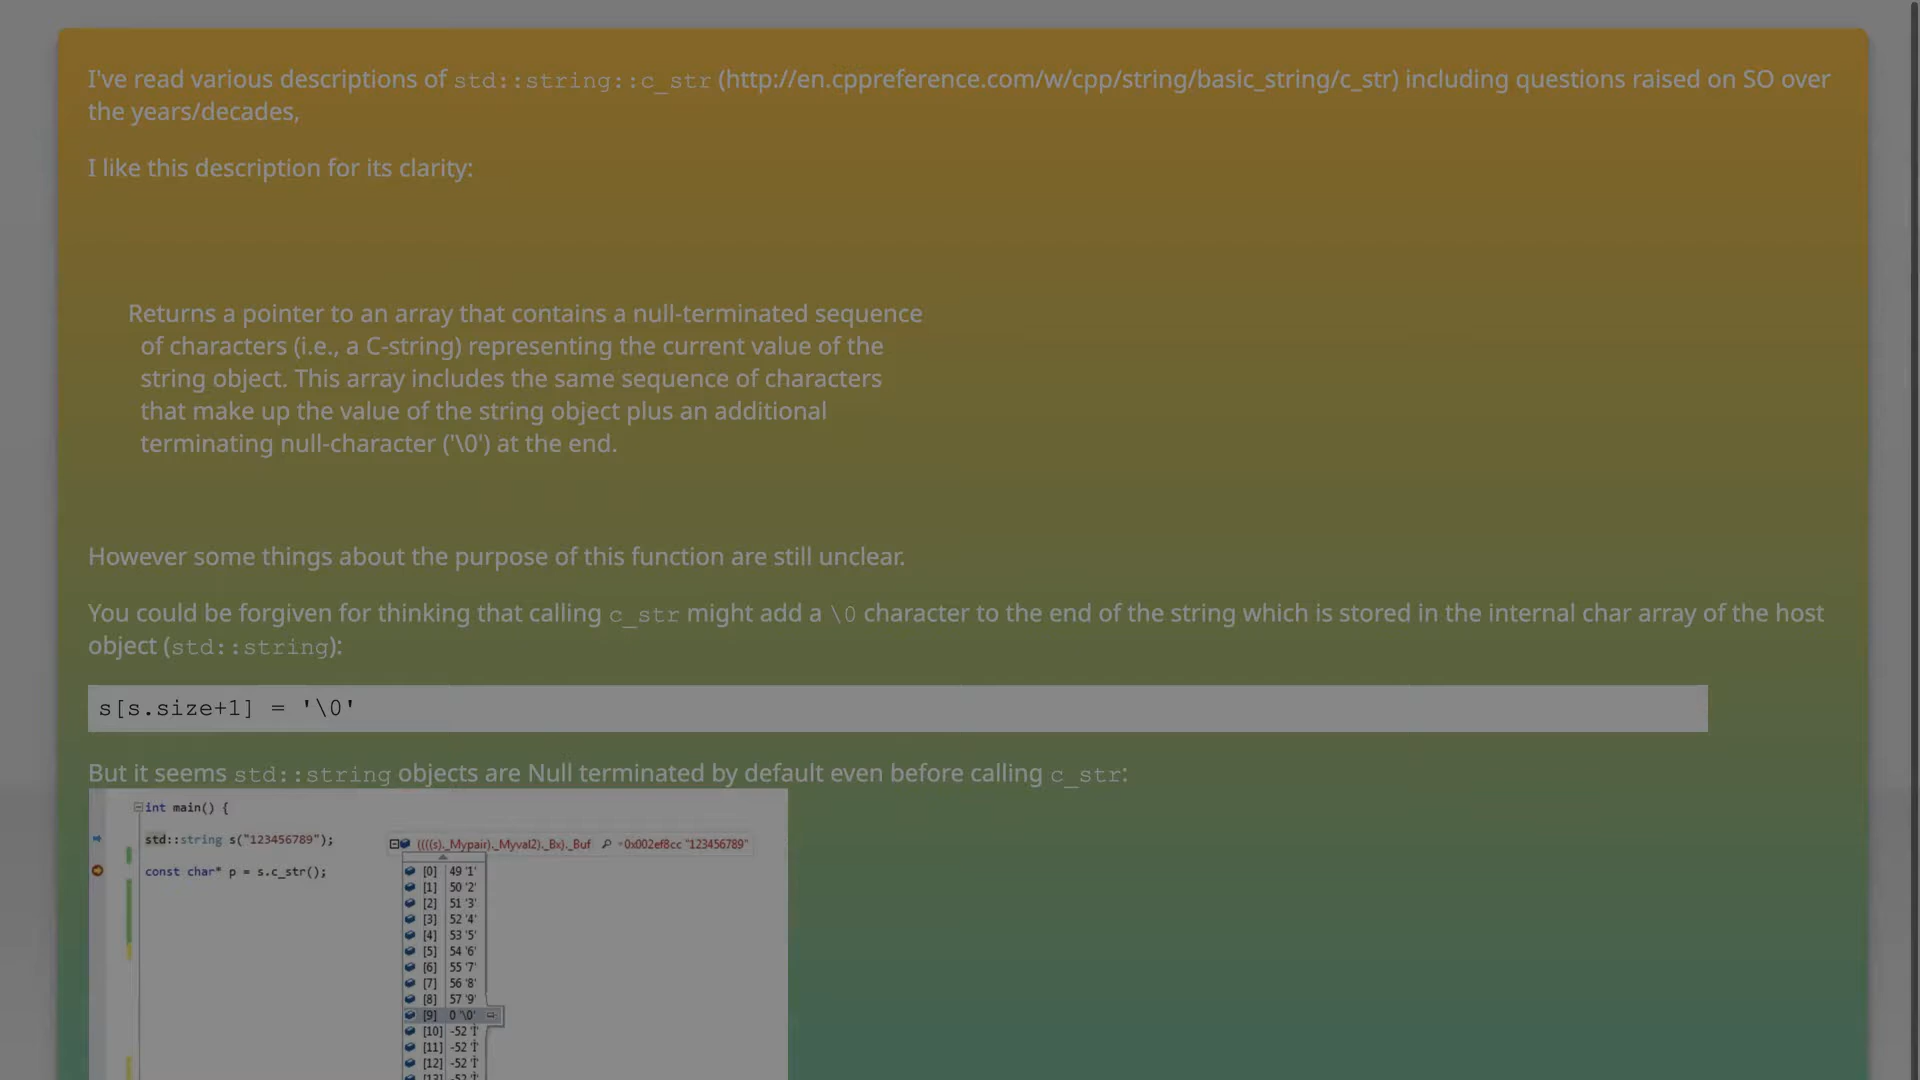 I've read various descriptions of std::string::c_str (http://en.cppreference.com/w/cpp/string/basic_string/c_str) including questions raised on SO over
the years/decades,
I like this description for its clarity:
Returns a pointer to an array that contains a null-terminated sequence
of characters (i.e., a C-string) representing the current value of the
string object. This array includes the same sequence of characters
that make up the value of the string object plus an additional
terminating null-character ('\0') at the end.
However some things about the purpose of this function are still unclear.
You could be forgiven for thinking that calling c_str might add a \0 character to the end of the string which is stored in the internal char array of the host
object (std::string):
s[s.size+1] = '\0'
But it seems std::string objects are Null terminated by default even before calling c_str:
int main() {
std::string s("123456789");
((((s)._Mypair)._Myval2)._Bx)._Buf 0x002ef8cc "123456789"
const char* p = s.c_str();
[0] 49 '1'
[1] 50 '2'
[2] 51 '3'
[3] 52 '4'
[4] 53 '5'
[5] 54 '6'
[6] 55 '7'
[7] 56 '8'
[8] 57 '9'
[9] 0 '\0'
[10] -52 'Ì'
[11] -52 'Ì'
[12] -52 'Ì'
[13] -52